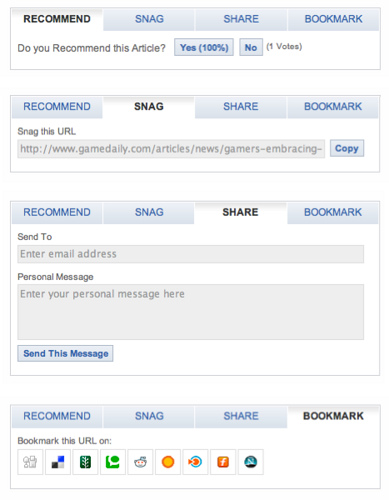 RECOMMEND SNAG SHARE BOOKMARK
Do you Recommend this Article? Yes (100%) No (1 Votes)
RECOMMEND SNAG SHARE BOOKMARK
Snag this URL
http://www.gamedaily.com/articles/news/gamers-embracing- Copy
RECOMMEND SNAG SHARE BOOKMARK
Send To
Enter email address
Personal Message
Enter your personal message here
Send This Message
RECOMMEND SNAG SHARE BOOKMARK
Bookmark this URL on: